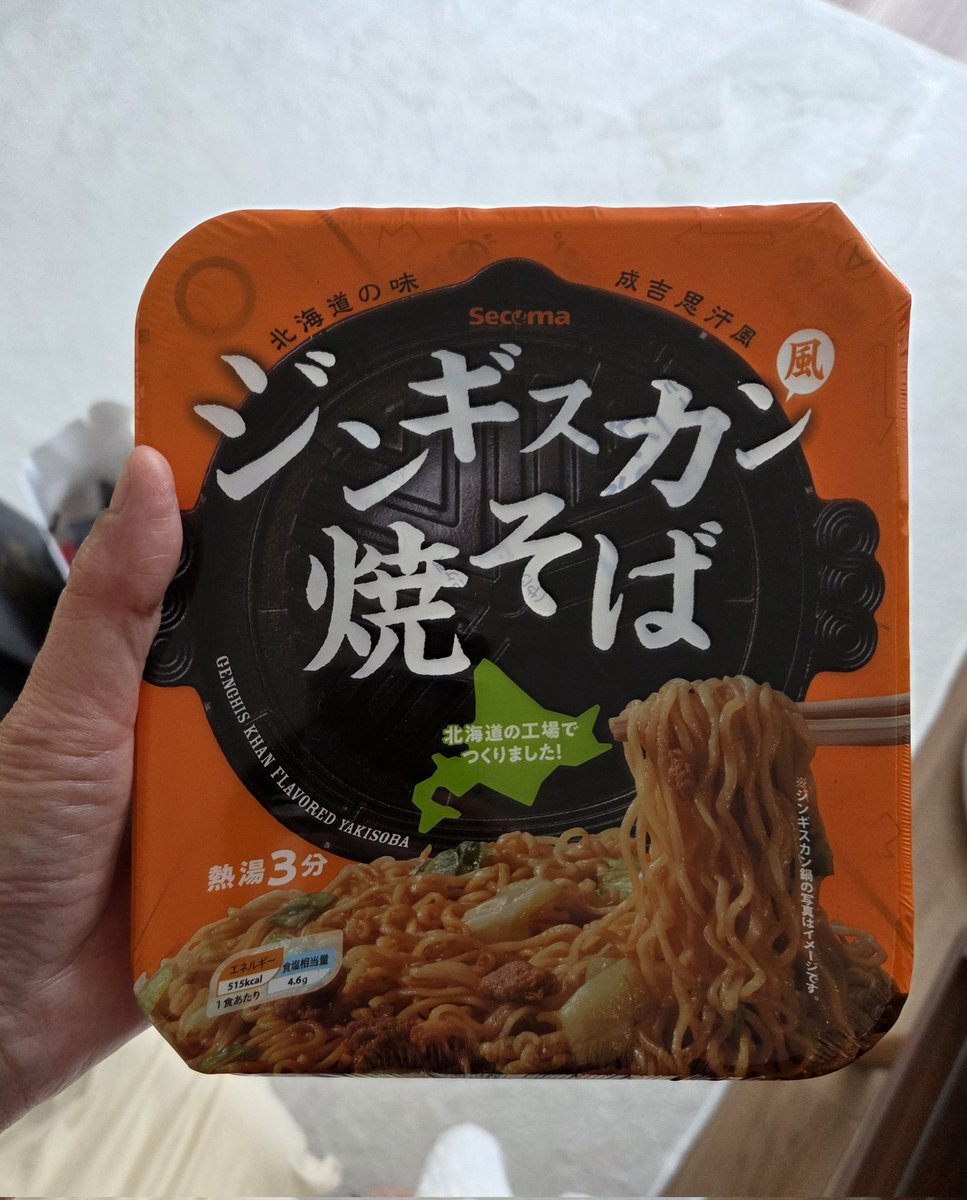 北海道の味
Secoma
成吉思汗風
ジンギスカン風
焼そば
北海道の工場で
つくりました!
GENGHIS KHAN FLAVORED YAKISOBA
熱湯3分
エネルギー
515kcal
食塩相当量
4.6g
1食あたり
※ジンギスカン鍋の写真はイメージです。